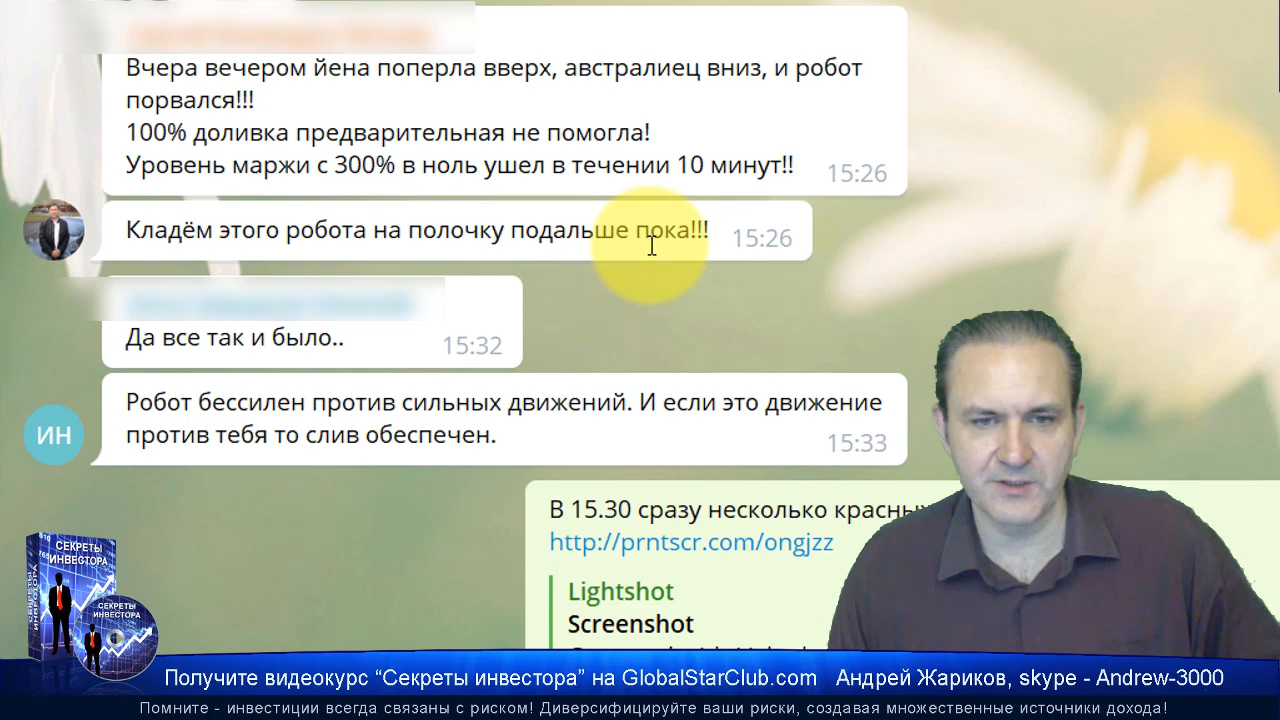 Вчера вечером йена поперла вверх, австралиец вниз, и робот
порвался!!!
100% доливка предварительная не помогла!
Уровень маржи с 300% в ноль ушел в течении 10 минут!!
15:26
Кладём этого робота на полочку подальше пока!!!
15:26
Да все так и было..
15:32
Робот бессилен против сильных движений. И если это движение
против тебя то слив обеспечен.
15:33
ИН
В 15.30 сразу несколько
http://prntscr.com/ongjzz
Lightshot
Screenshot
СЕКРЕТЫ
ИНВЕСТОРА
СЕКРЕТЫ
ИНВЕСТОРА
Получите видеокурс “Секреты инвестора” на GlobalStarClub.com Андрей Жариков, skype - Andrew-3000
Помните - инвестиции всегда связаны с риском! Диверсифицируйте ваши риски, создавая множественные источники дохода!